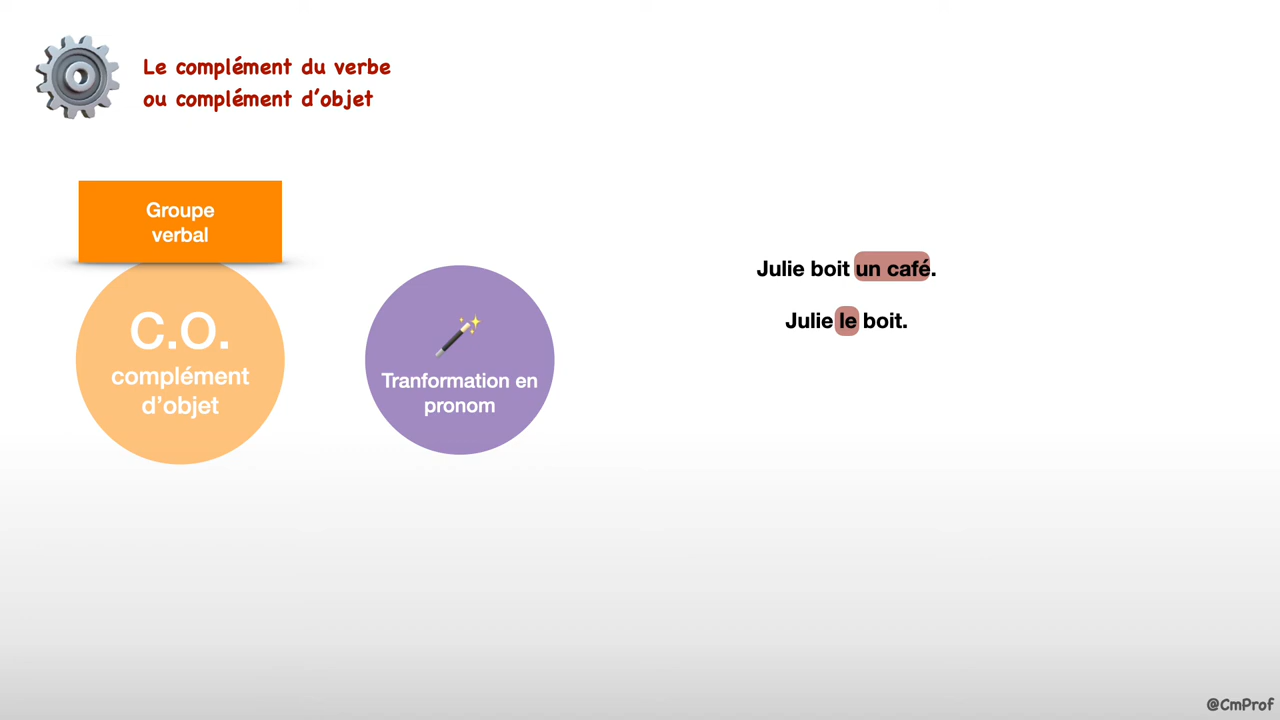 Le complément du verbe
ou complément d'objet
Groupe
verbal
C.O.
complément
d'objet
Tranformation en
pronom
Julie boit un café.
Julie le boit.
@CmProf